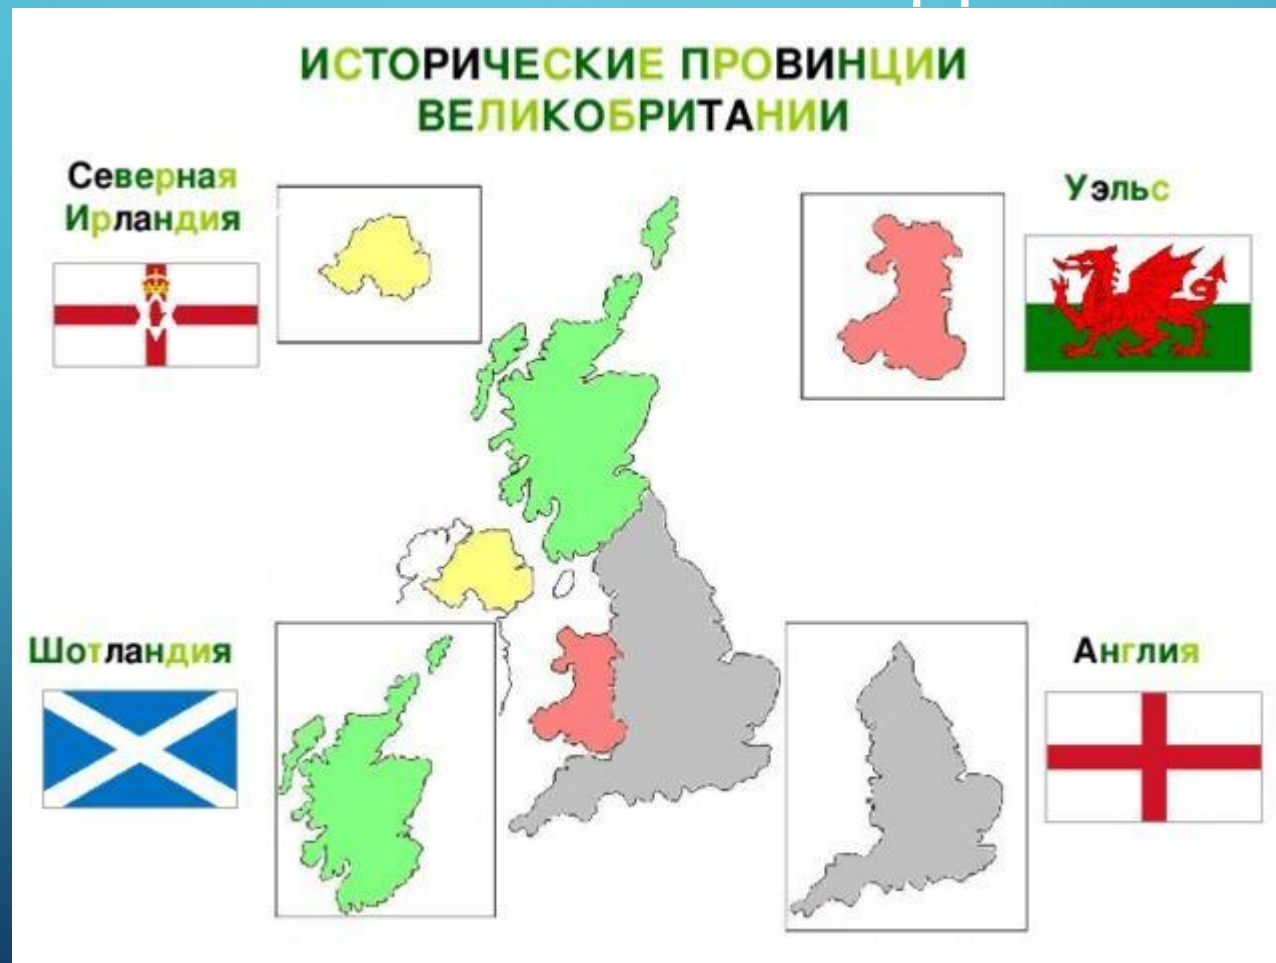 ИСТОРИЧЕСКИЕ ПРОВИНЦИИ
ВЕЛИКОБРИТАНИИ
Северная
Ирландия
Уэльс
Шотландия
Англия